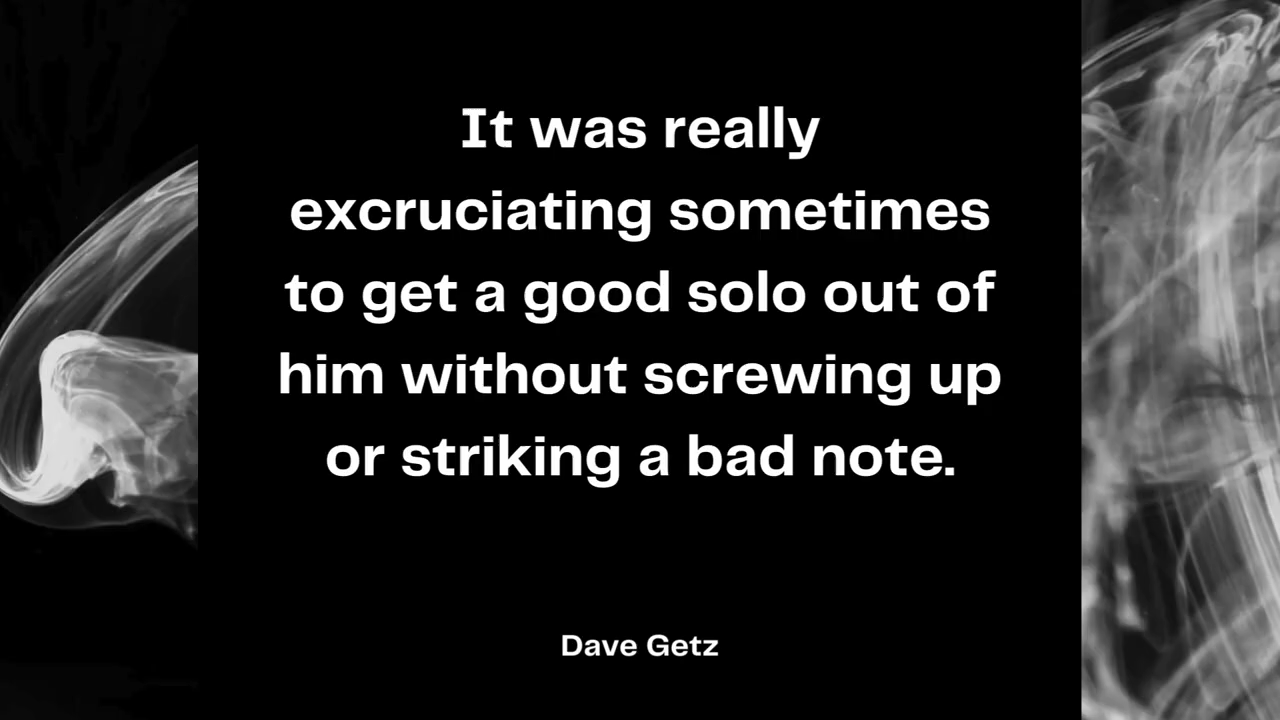 It was really
excruciating sometimes
to get a good solo out of
him without screwing up
or striking a bad note.
Dave Getz